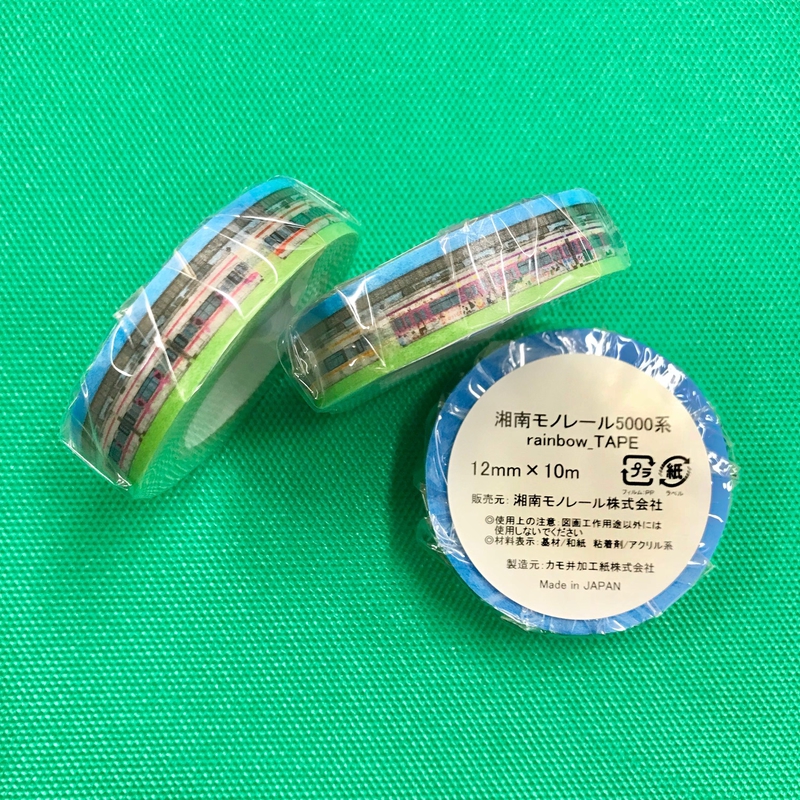 湘南モノレール5000系
rainbow_TAPE
12mm×10m
プラ
紙
フィルム:PP
ラベル
販売元:湘南モノレール株式会社
◎使用上の注意:図画工作用途以外には
使用しないでください
◎材料表示:基材/和紙 粘着剤/アクリル系
製造元:カモ井加工紙株式会社
Made in JAPAN